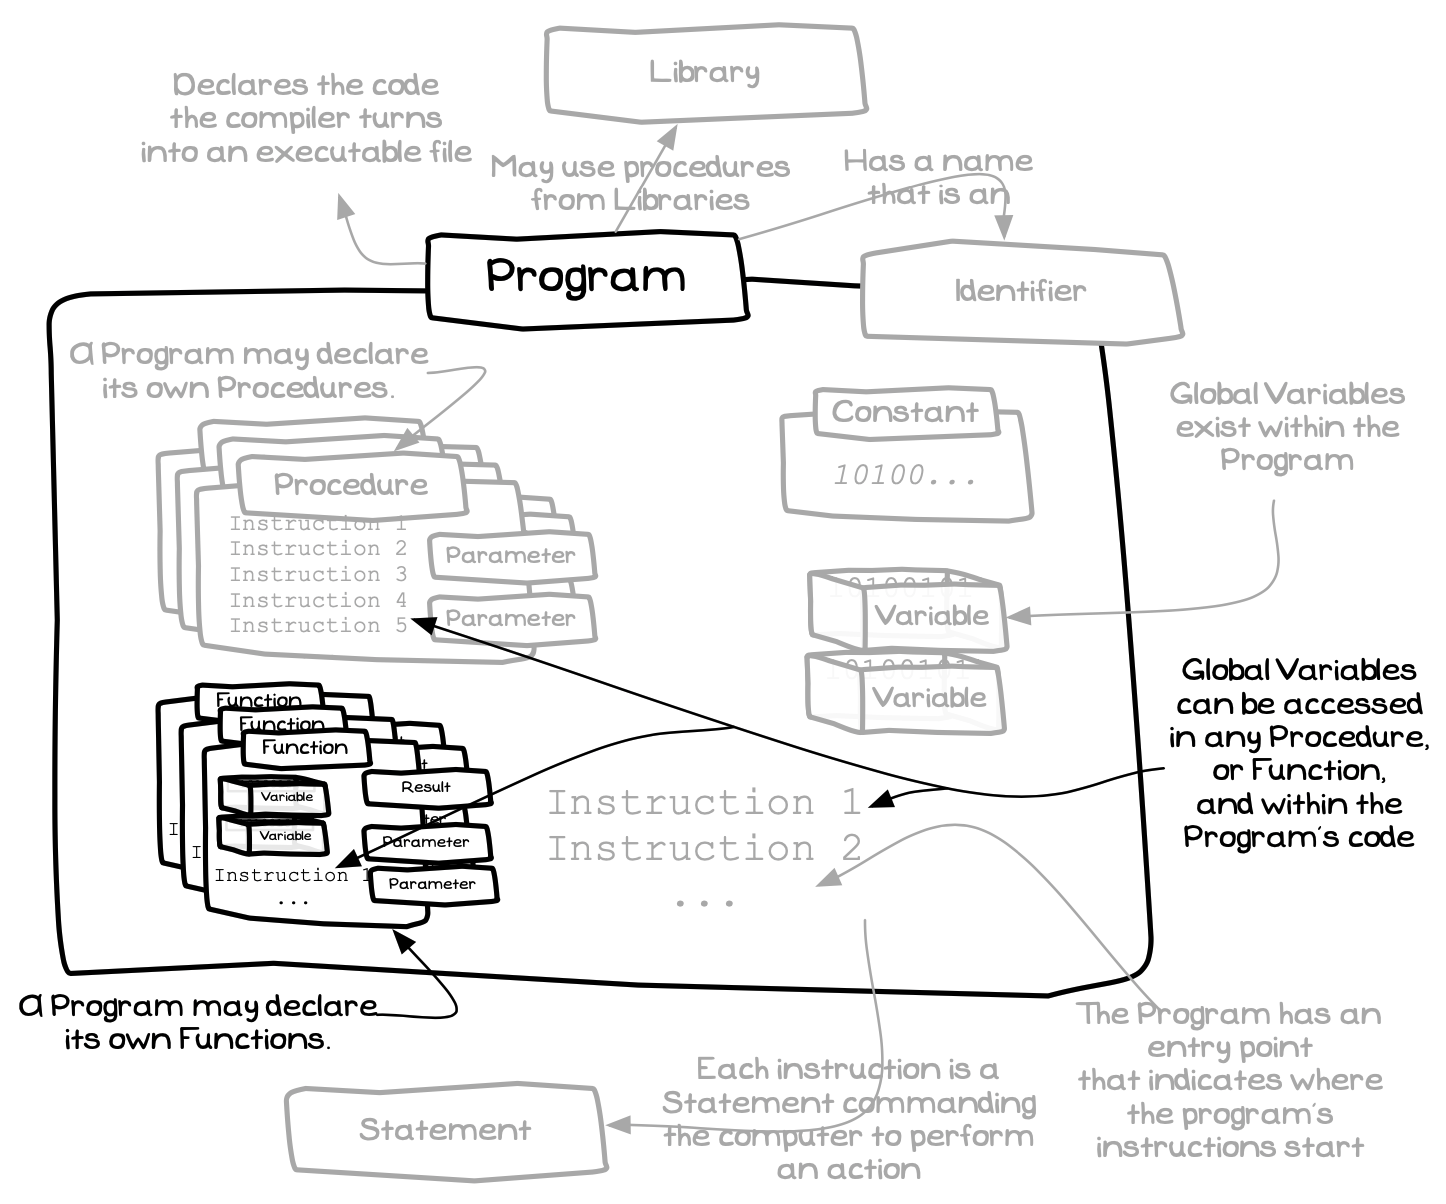 Library
Declares the code
the compiler turns
into an executable file
May use procedures
from Libraries
Has a name
that is an
Program
Identifier
A Program may declare
its own Procedures.
Procedure
Instruction 1
Instruction 2
Instruction 3
Instruction 4
Instruction 5
Parameter
Parameter
Constant
10100...
Global Variables
exist within the
Program
10100101
Variable
10100101
Variable
Global Variables
can be accessed
in any Procedure,
or Function,
and within the
Program's code
Function
Function
Function
Variable
Variable
Result
Parameter
Parameter
I
I
Instruction 1
...
Instruction 1
Instruction 2
...
A Program may declare
its own Functions.
The Program has an
entry point
that indicates where
the program's
instructions start
Each instruction is a
Statement commanding
the computer to perform
an action
Statement